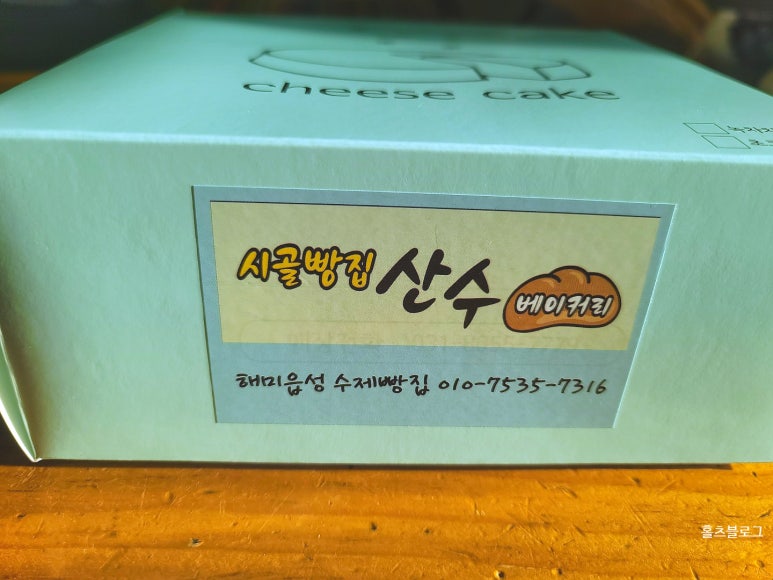 cheese cake
시골빵집 산수 베이커리
해미읍성 수제빵집 010-7535-7316
홀츠블로그